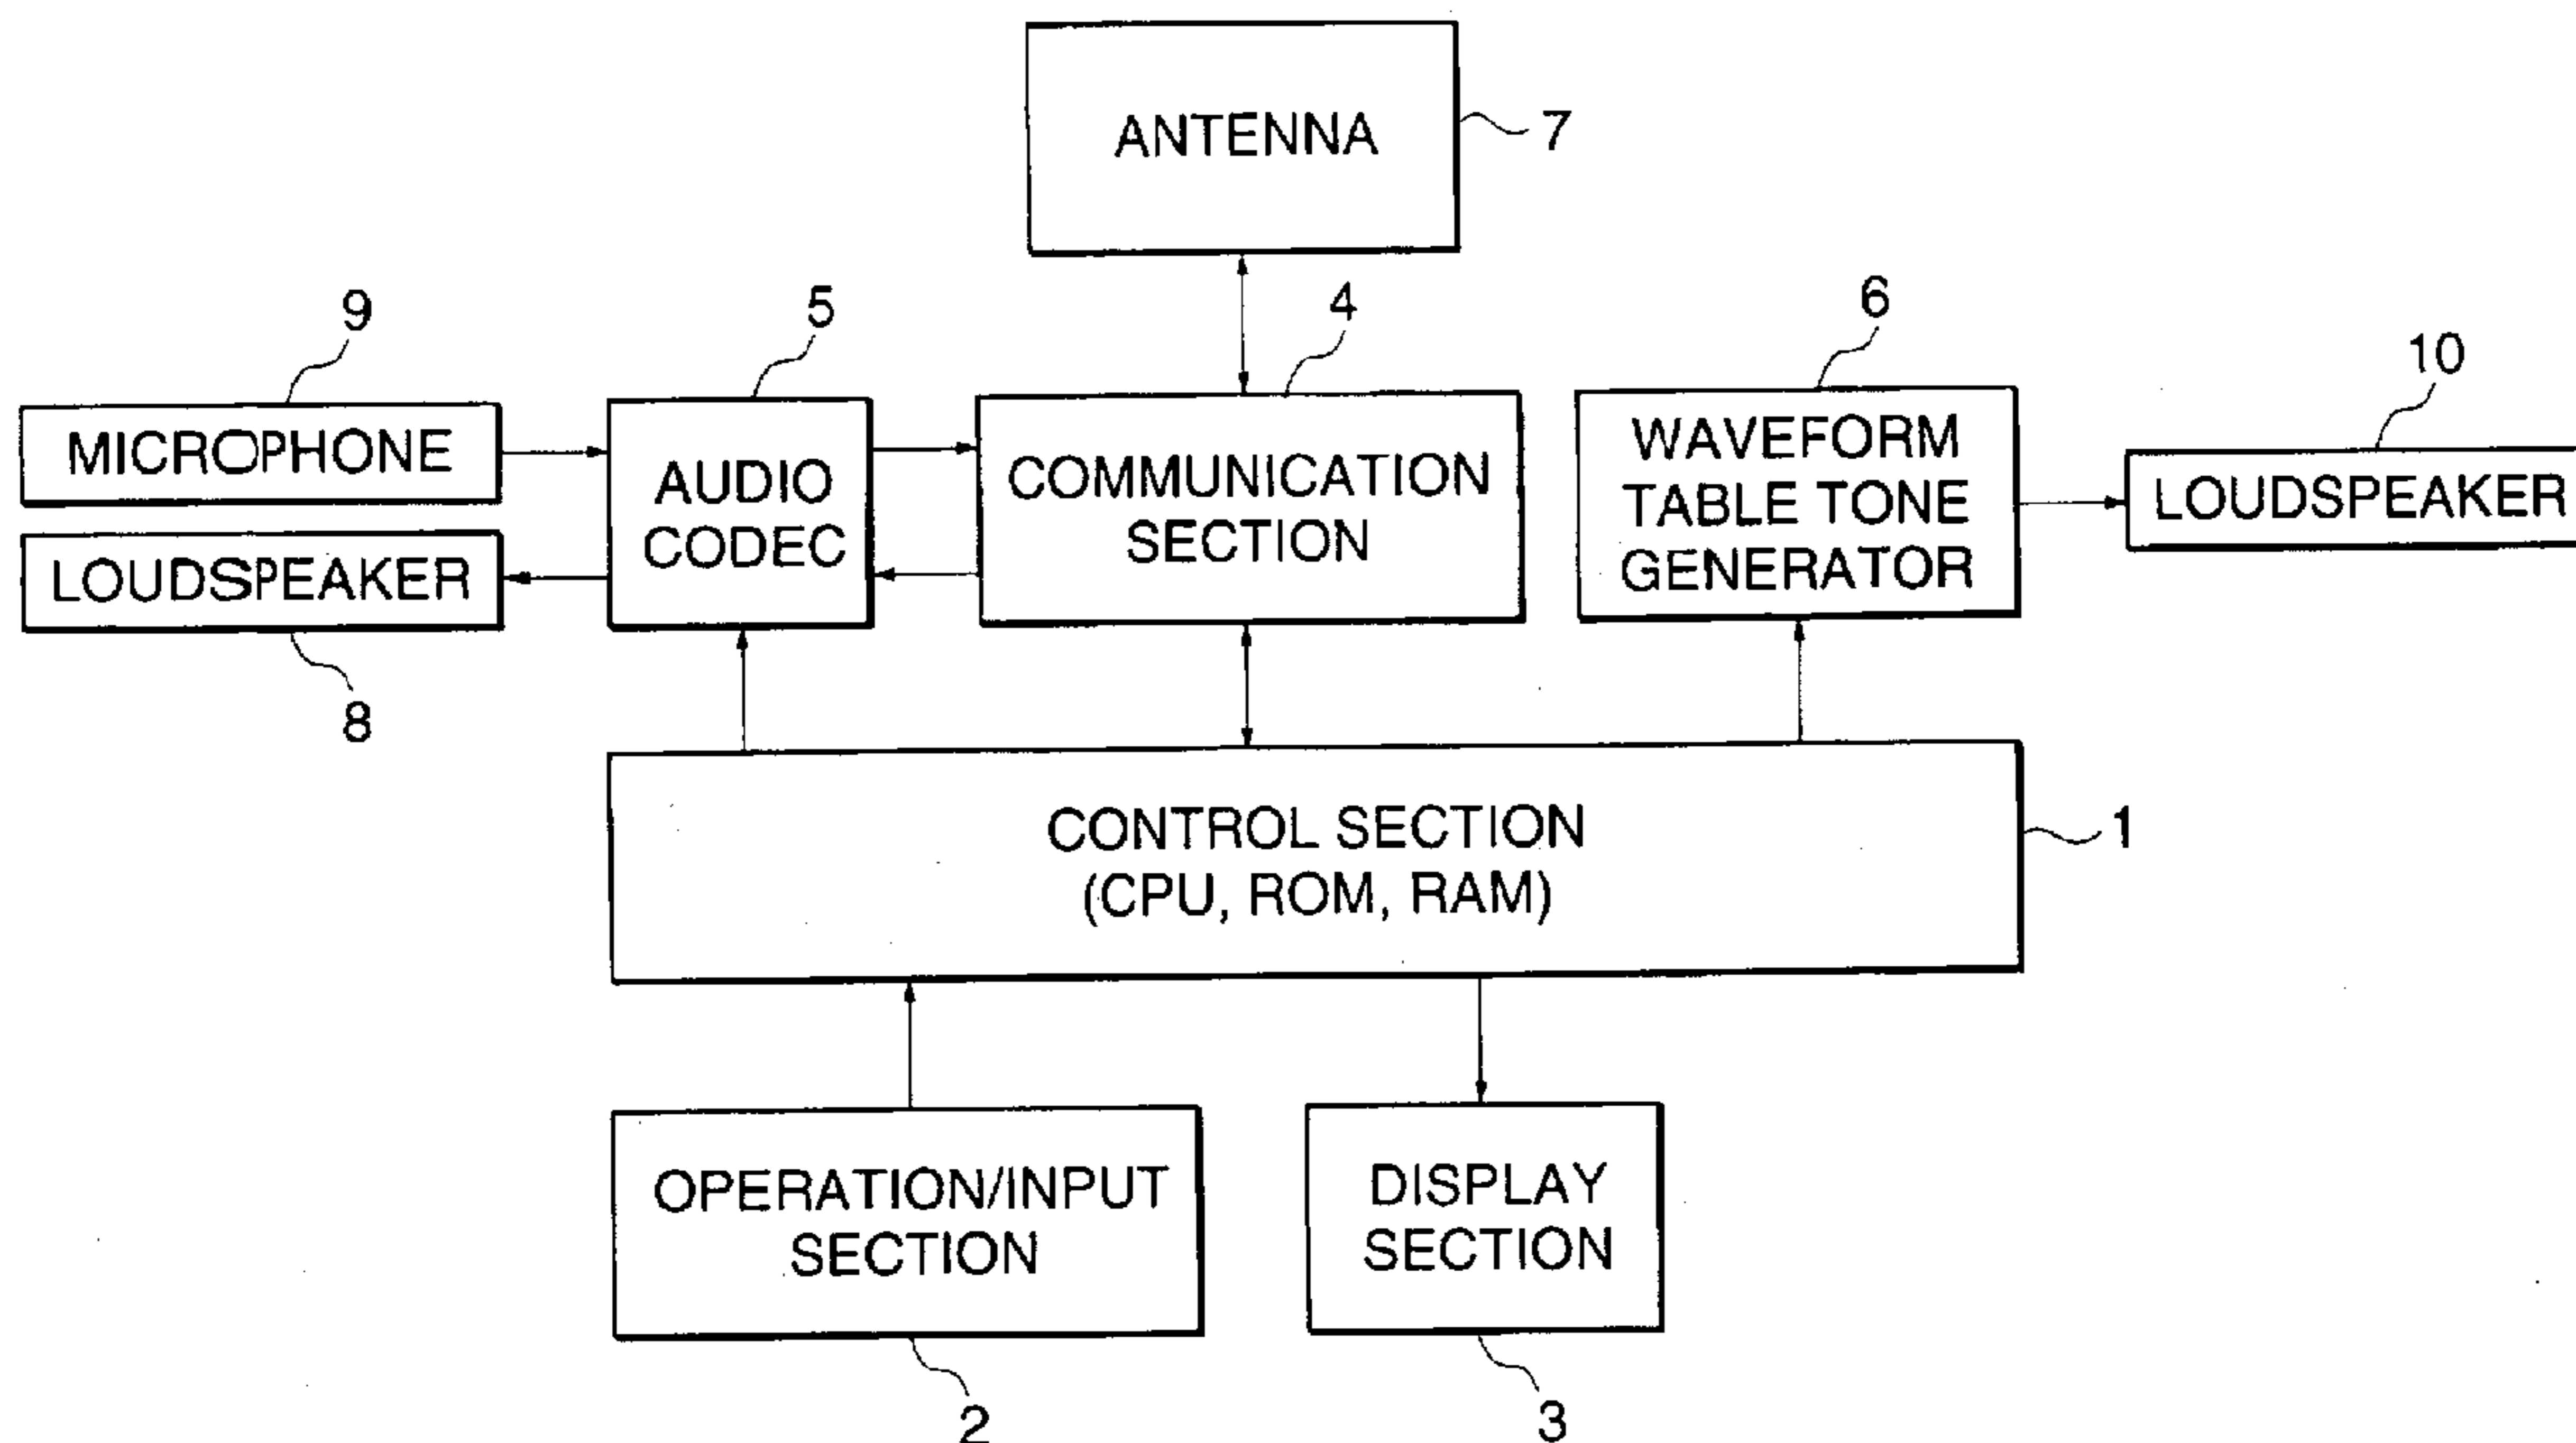 ANTENNA
7
9
5
4
6
10
MICROPHONE
LOUDSPEAKER
8
AUDIO
CODEC
COMMUNICATION
SECTION
WAVEFORM
TABLE TONE
GENERATOR
LOUDSPEAKER
CONTROL SECTION
(CPU, ROM, RAM)
1
OPERATION/INPUT
SECTION
2
DISPLAY
SECTION
3